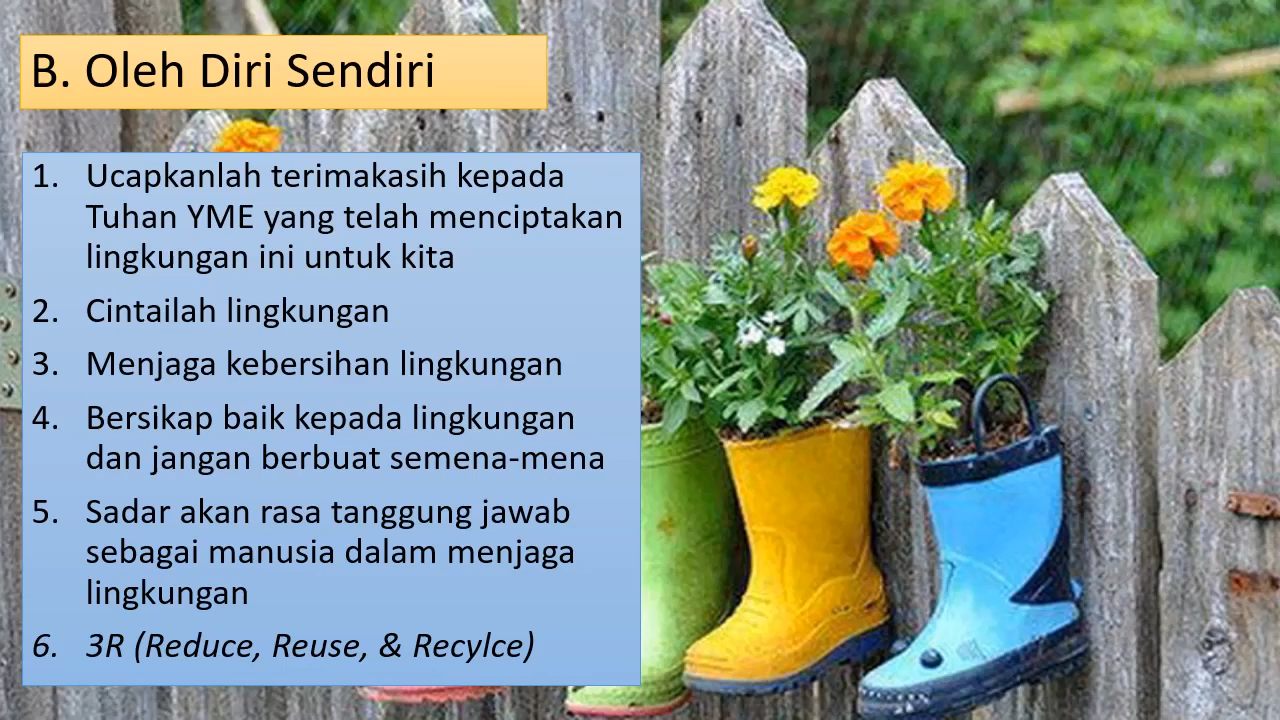 B. Oleh Diri Sendiri
1. Ucapkanlah terimakasih kepada
Tuhan YME yang telah menciptakan
lingkungan ini untuk kita
2. Cintailah lingkungan
3. Menjaga kebersihan lingkungan
4. Bersikap baik kepada lingkungan
dan jangan berbuat semena-mena
5. Sadar akan rasa tanggung jawab
sebagai manusia dalam menjaga
lingkungan
6. 3R (Reduce, Reuse, & Recylce)